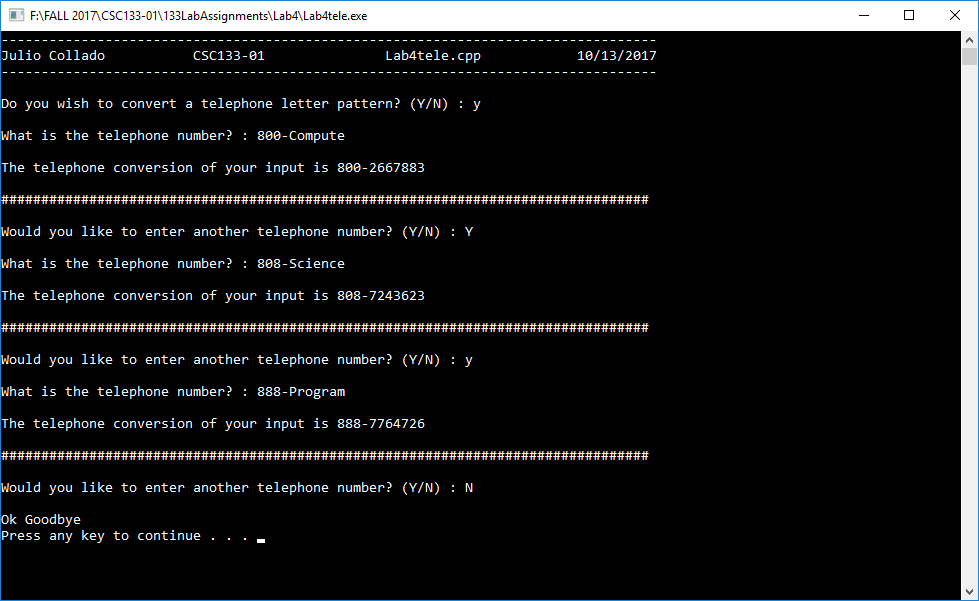 F:\FALL 2017\CSC133-01\133LabAssignments\Lab4\Lab4tele.exe
----------------------------------------------------------------------------------
Julio Collado           CSC133-01               Lab4tele.cpp            10/13/2017
----------------------------------------------------------------------------------
Do you wish to convert a telephone letter pattern? (Y/N) : y
What is the telephone number? : 800-Compute
The telephone conversion of your input is 800-2667883
#################################################################################
Would you like to enter another telephone number? (Y/N) : Y
What is the telephone number? : 808-Science
The telephone conversion of your input is 808-7243623
#################################################################################
Would you like to enter another telephone number? (Y/N) : y
What is the telephone number? : 888-Program
The telephone conversion of your input is 888-7764726
#################################################################################
Would you like to enter another telephone number? (Y/N) : N
Ok Goodbye
Press any key to continue . . .